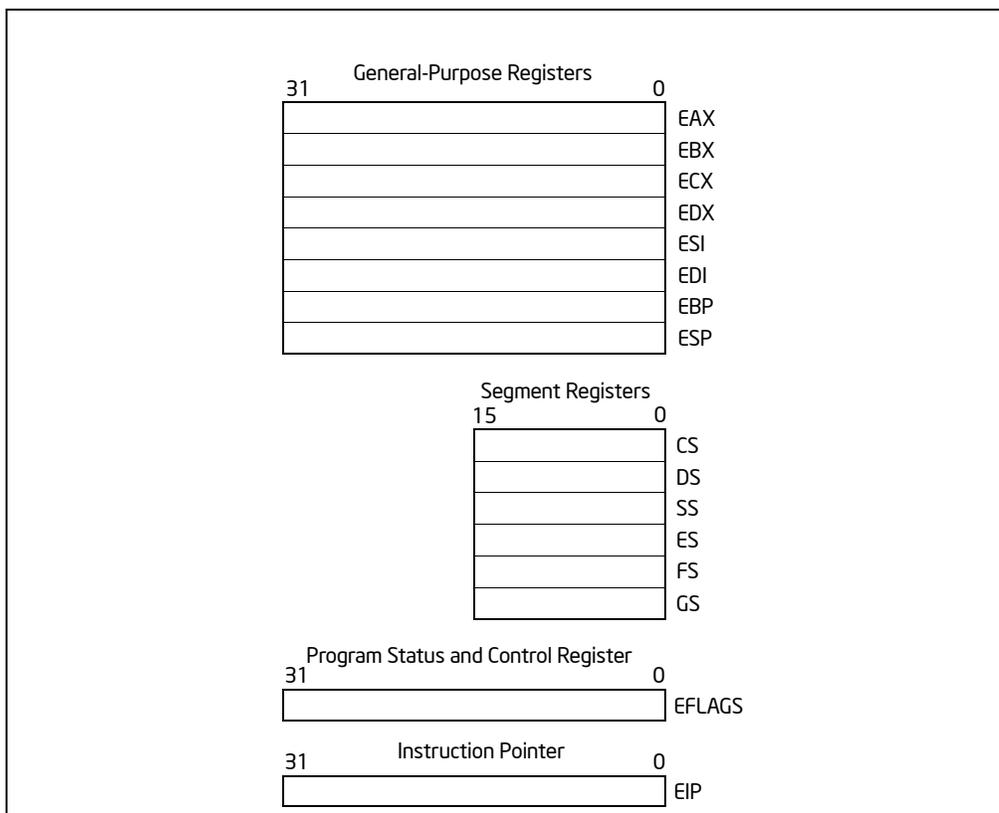 General-Purpose Registers
31 0
EAX
EBX
ECX
EDX
ESI
EDI
EBP
ESP
Segment Registers
15 0
CS
DS
SS
ES
FS
GS
Program Status and Control Register
31 0
EFLAGS
Instruction Pointer
31 0
EIP